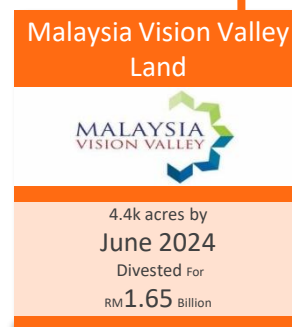 Malaysia Vision Valley
Land
MALAYSIA
VISION VALLEY
4.4k acres by
June 2024
Divested For
RM1.65 Billion